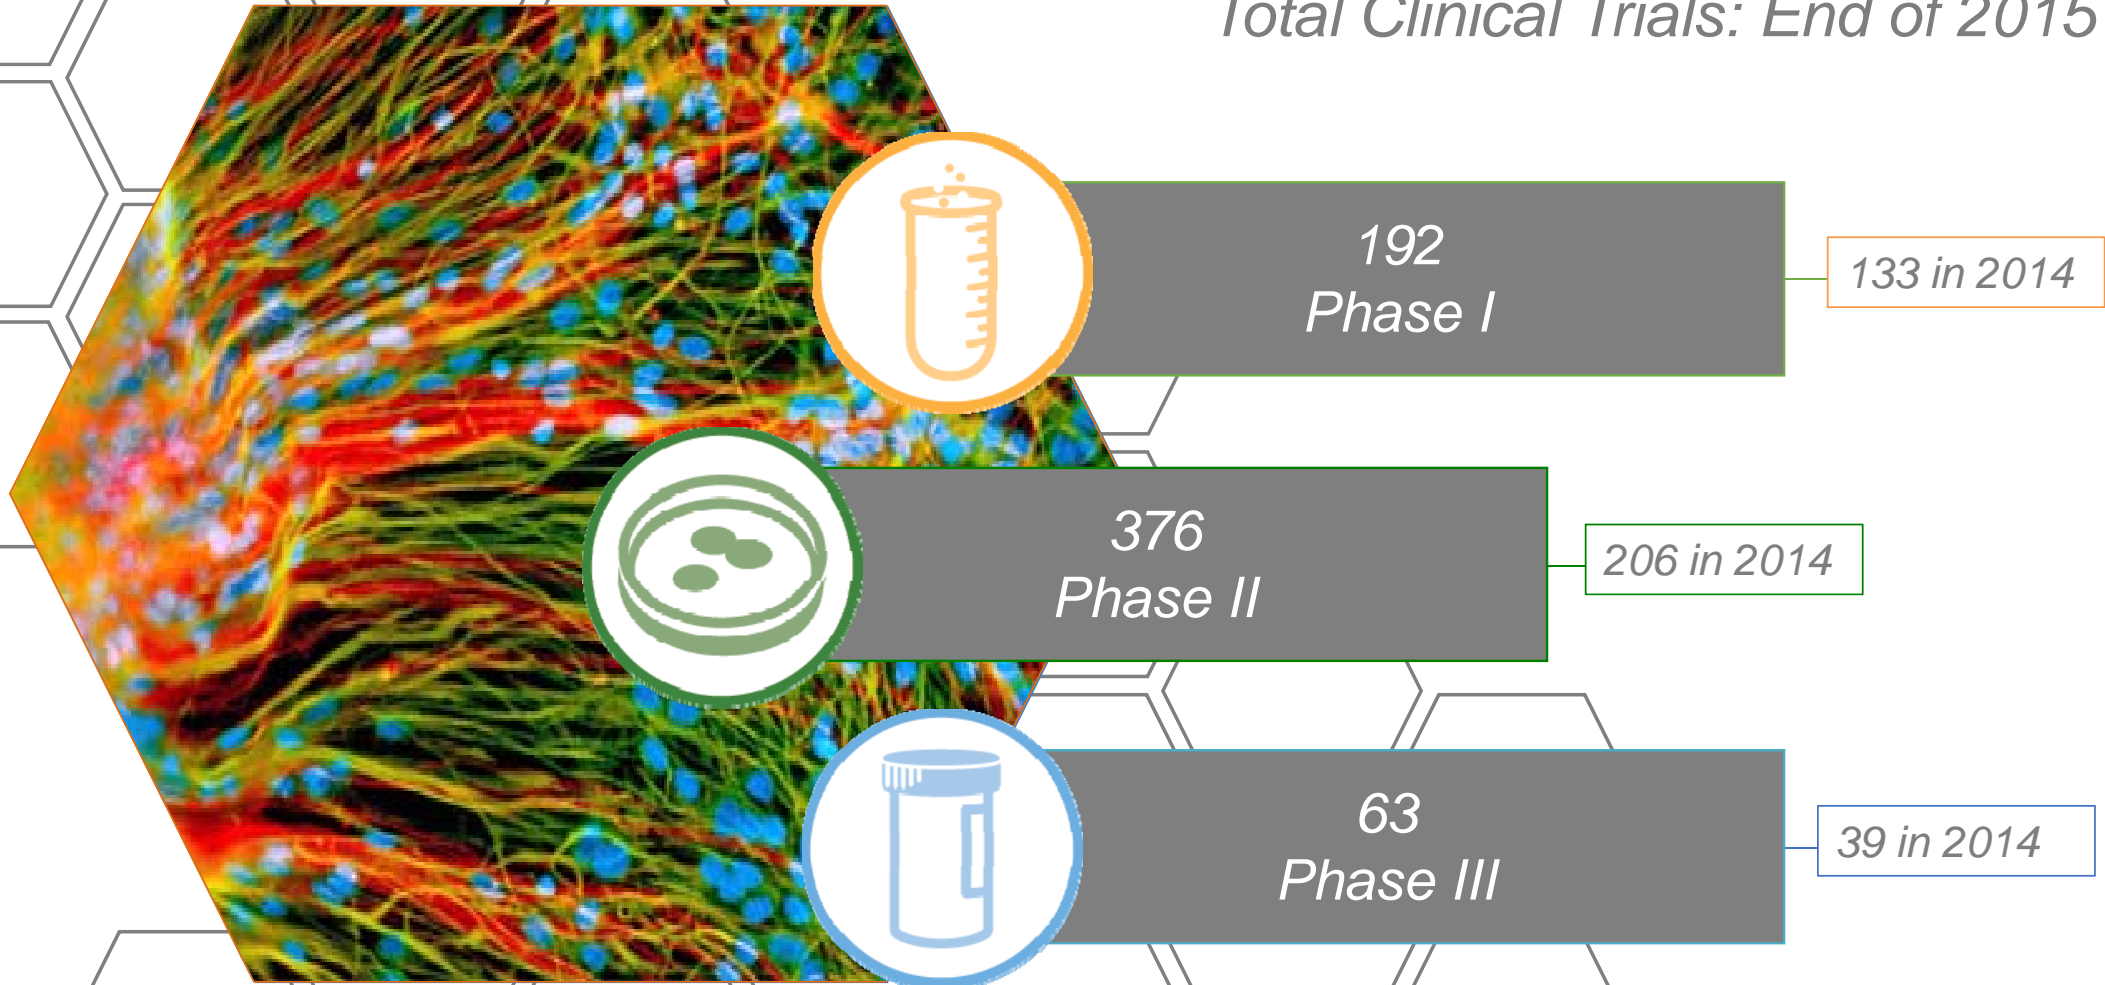 Total Clinical Trials: End of 2015
192
Phase I
133 in 2014
376
Phase II
206 in 2014
63
Phase III
39 in 2014